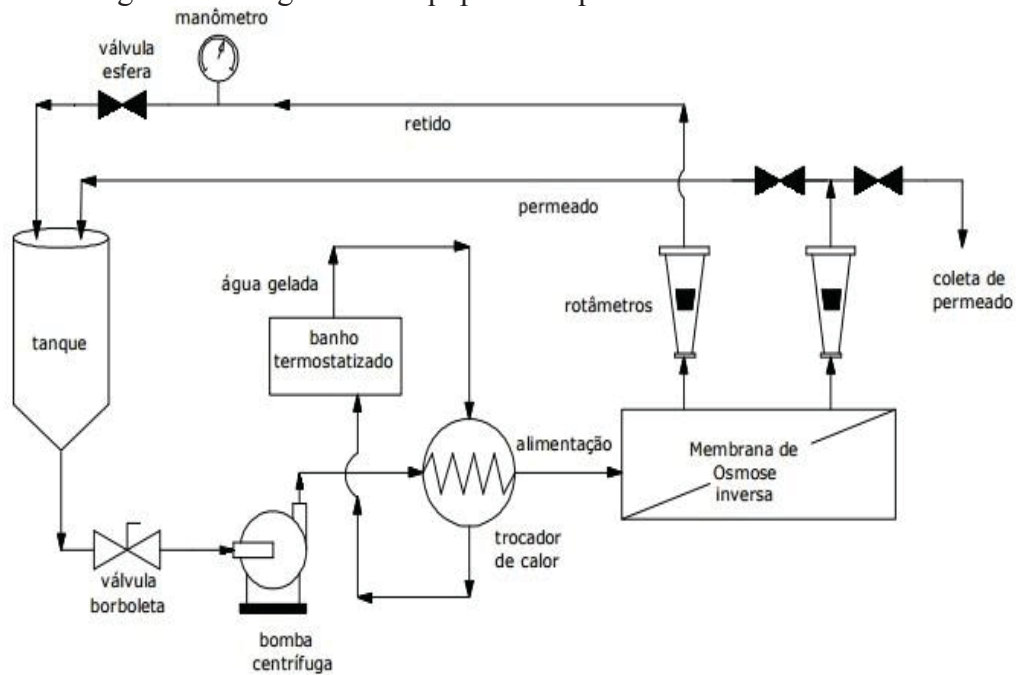 manômetro
válvula
esfera
retido
permeado
água gelada
rotâmetros
coleta de
permeado
tanque
banho
termostatizado
alimentação
Membrana de
Osmose
inversa
trocador
de calor
válvula
borboleta
bomba
centrífuga